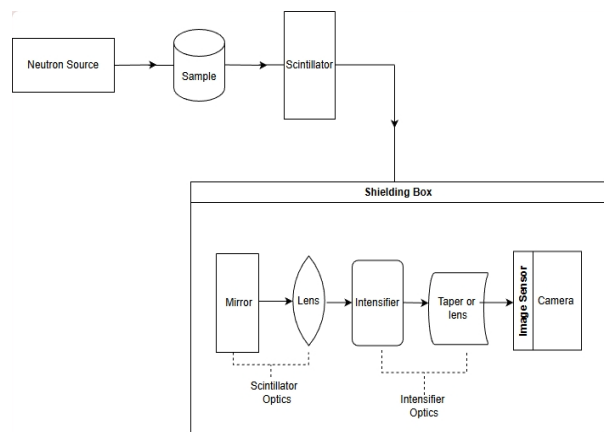 Neutron Source
Sample
Scintillator
Shielding Box
Mirror
Lens
Intensifier
Taper or
lens
Image Sensor
Camera
Scintillator
Optics
Intensifier
Optics